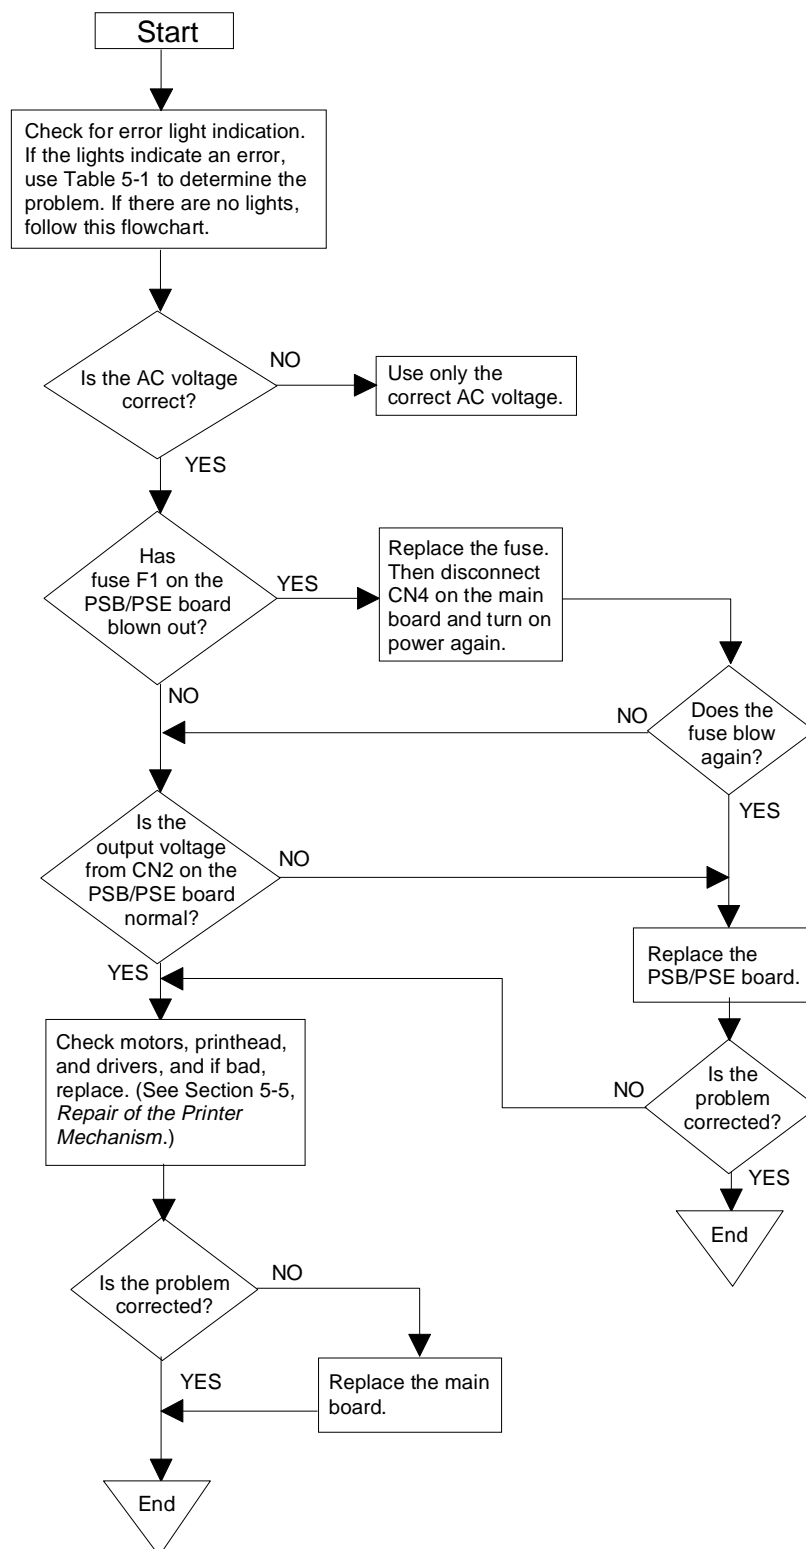 Start
Check for error light indication.
If the lights indicate an error,
use Table 5-1 to determine the
problem. If there are no lights,
follow this flowchart.
Is the AC voltage
correct?
NO
Use only the
correct AC voltage.
YES
Has
fuse F1 on the
PSB/PSE board
blown out?
YES
Replace the fuse.
Then disconnect
CN4 on the main
board and turn on
power again.
NO
Does the
fuse blow
again?
NO
YES
Is the
output voltage
from CN2 on the
PSB/PSE board
normal?
NO
YES
Replace the
PSB/PSE board.
Is the
problem
corrected?
NO
YES
End
Check motors, printhead,
and drivers, and if bad,
replace. (See Section 5-5,
Repair of the Printer
Mechanism.)
Is the problem
corrected?
NO
Replace the main
board.
YES
End